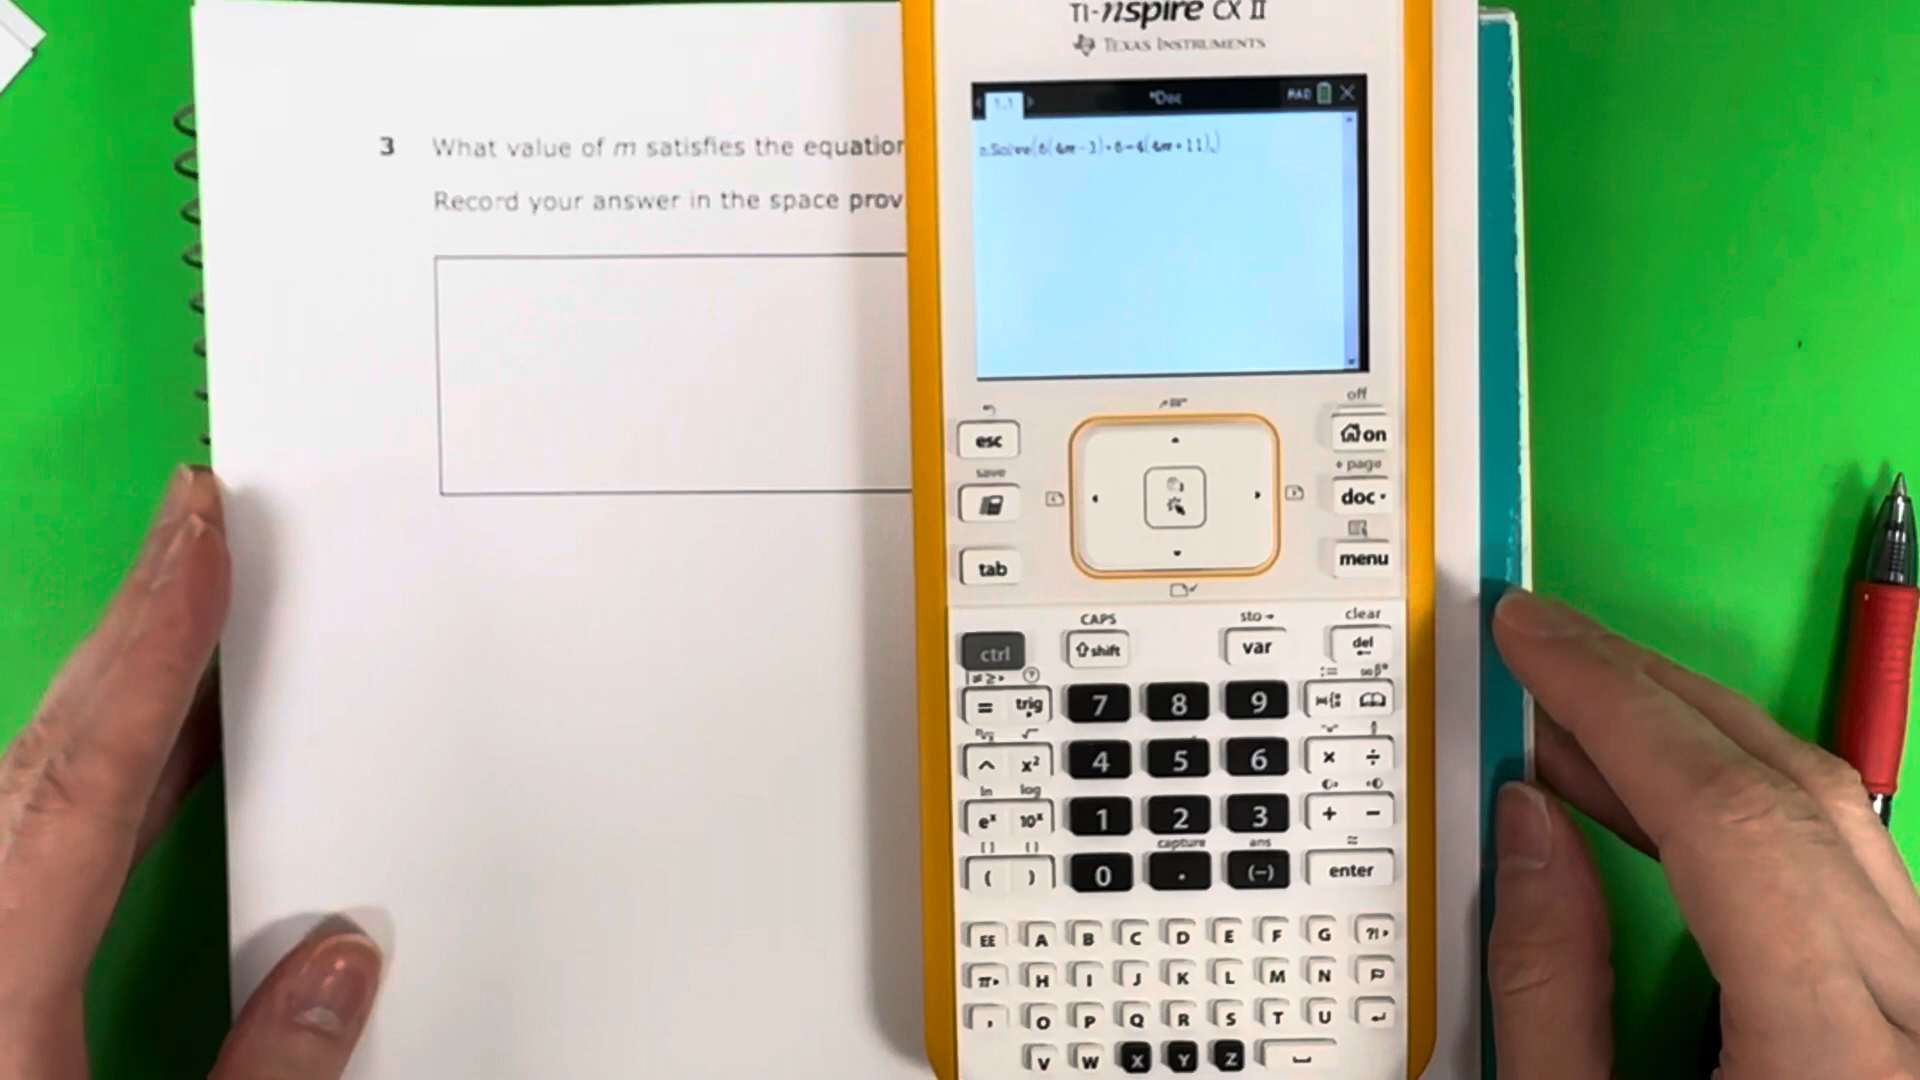 TI-nspire CX II
TEXAS INSTRUMENTS
1.1
*Doc
RAD
3 What value of m satisfies the equation
Record your answer in the space prov
off
esc
on
save
+ page
doc
tab
menu
CAPS
sto→
clear
ctrl
shift
var
del
= trig 7 8 9
^ x² 4 5 6 × ÷
ln log
eˣ 10ˣ 1 2 3 + −
capture
ans
( ) 0 . (−) enter
EE A B C D E F G ?!▸
π▸ H I J K L M N
, O P Q R S T U
V W X Y Z